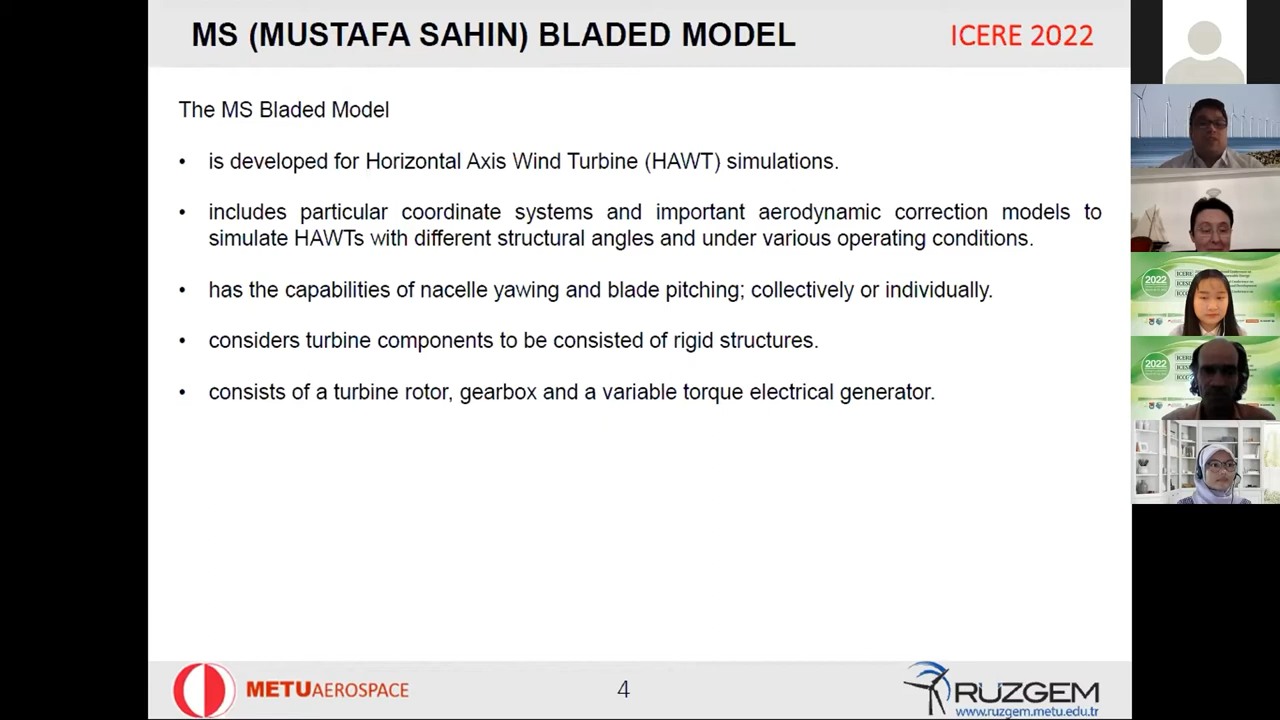 MS (MUSTAFA SAHIN) BLADED MODEL
ICERE 2022
The MS Bladed Model
• is developed for Horizontal Axis Wind Turbine (HAWT) simulations.
• includes particular coordinate systems and important aerodynamic correction models to
simulate HAWTs with different structural angles and under various operating conditions.
• has the capabilities of nacelle yawing and blade pitching; collectively or individually.
• considers turbine components to be consisted of rigid structures.
• consists of a turbine rotor, gearbox and a variable torque electrical generator.
METUAEROSPACE
4
RUZGEM
www.ruzgem.metu.edu.tr
2022
2022